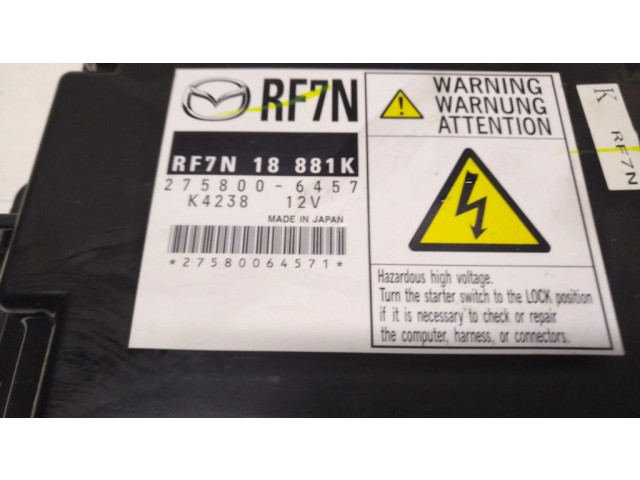 RF7N
RF7N 18 881K
275800-6457
K4238 12V
MADE IN JAPAN
*27580064571*
WARNING
WARNUNG
ATTENTION
Hazardous high voltage.
Turn the starter switch to the LOCK position
if it is necessary to check or repair
the computer, harness, or connectors.
K RF7N